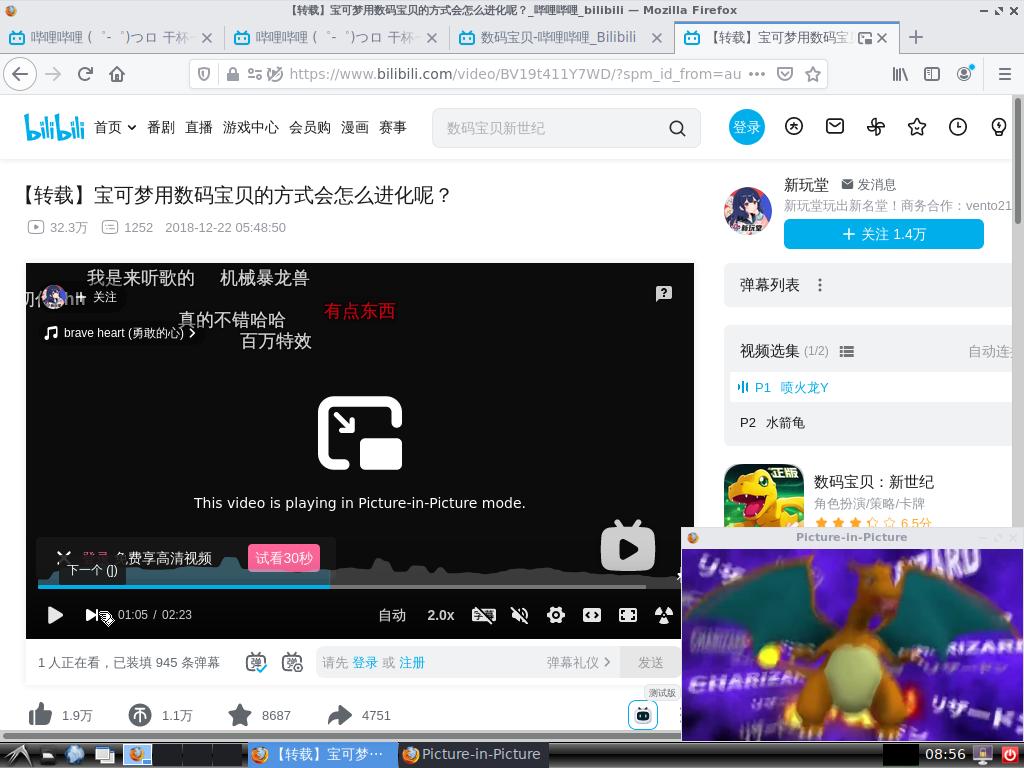 【转载】宝可梦用数码宝贝的方式会怎么进化呢？_哔哩哔哩_bilibili — Mozilla Firefox
哔哩哔哩 (゜-゜)つロ 干杯~
哔哩哔哩 (゜-゜)つロ 干杯~
数码宝贝-哔哩哔哩_Bilibili
【转载】宝可梦用数码宝
https://www.bilibili.com/video/BV19t411Y7WD/?spm_id_from=au
bilibili
首页
番剧
直播
游戏中心
会员购
漫画
赛事
数码宝贝新世纪
登录
【转载】宝可梦用数码宝贝的方式会怎么进化呢？
32.3万
1252
2018-12-22 05:48:50
新玩堂
发消息
新玩堂玩出新名堂！商务合作：vento21
+ 关注 1.4万
我是来听歌的
机械暴龙兽
+ 关注
真的不错哈哈
有点东西
brave heart (勇敢的心)
百万特效
This video is playing in Picture-in-Picture mode.
免费享高清视频
试看30秒
下一个 (])
01:05 / 02:23
自动
2.0x
字幕
弹幕列表
视频选集 (1/2)
自动连
P1 喷火龙Y
P2 水箭龟
正版
数码宝贝：新世纪
角色扮演/策略/卡牌
6.5分
Picture-in-Picture
CHARIZARD
CHARIZARD
1 人正在看，已装填 945 条弹幕
弹
弹
请先 登录 或 注册
弹幕礼仪
发送
测试版
1.9万
1.1万
8687
4751
【转载】宝可梦⋯
Picture-in-Picture
08:56